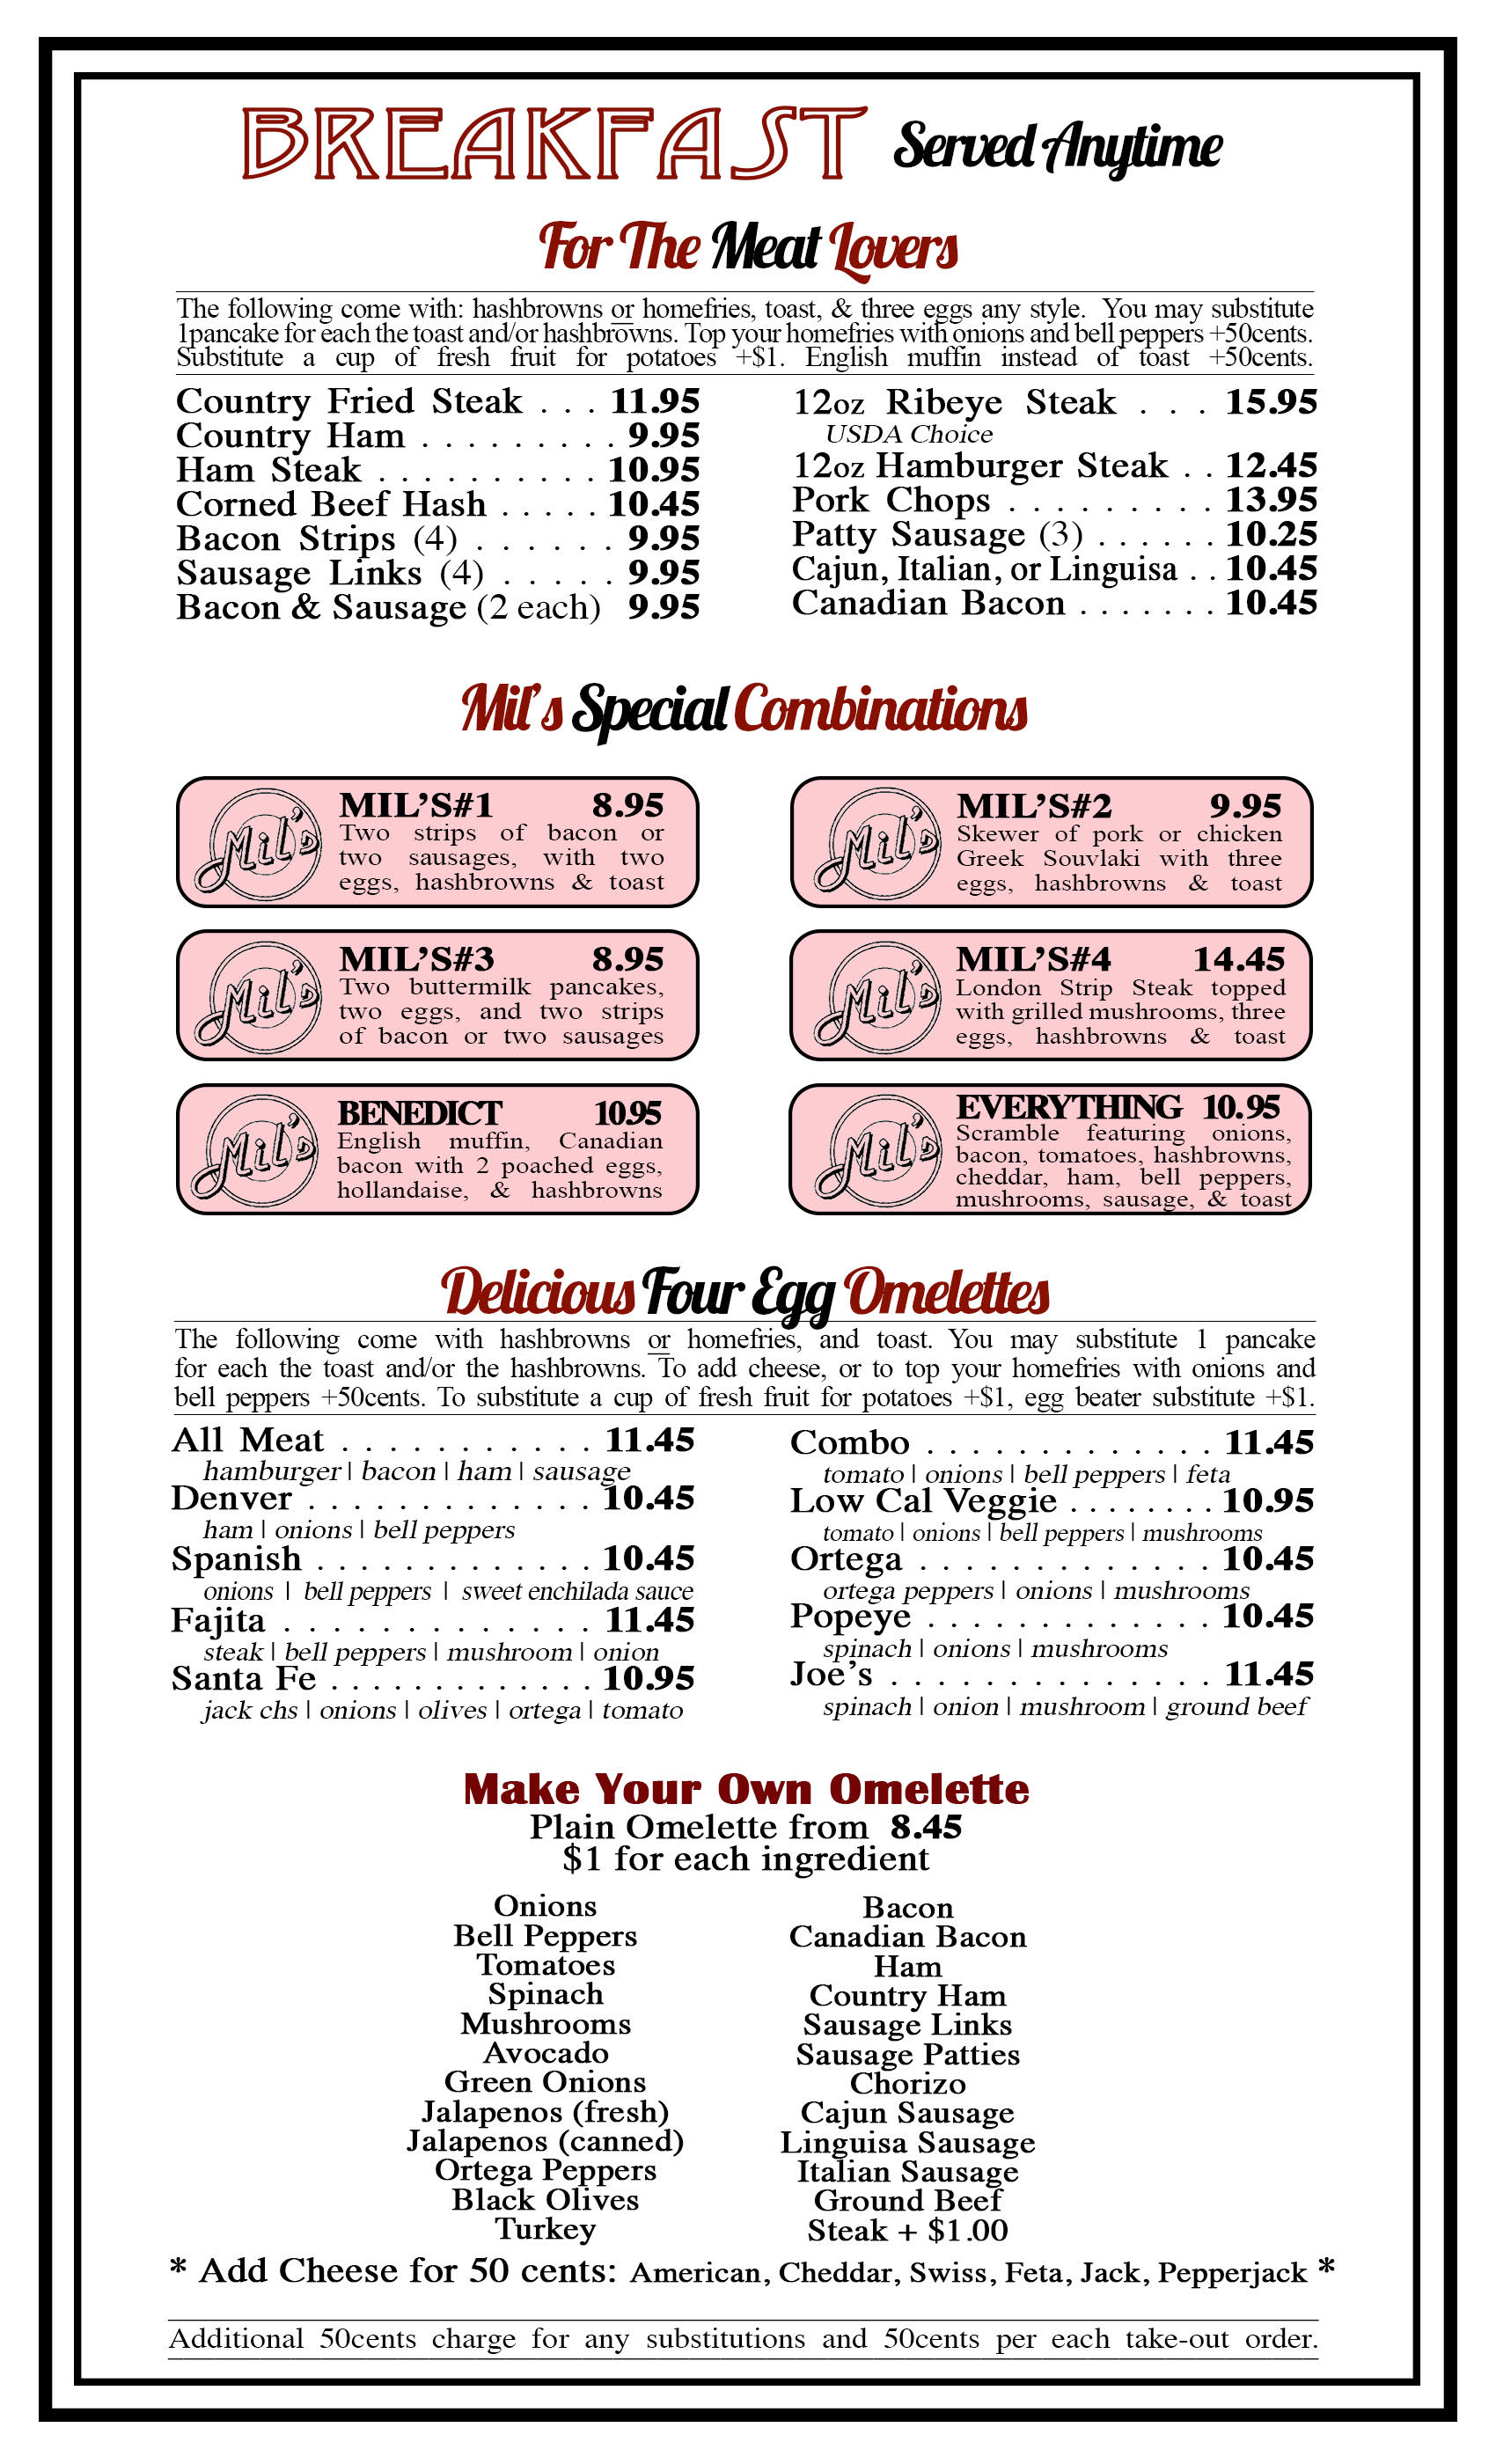 BREAKFAST Served Anytime
For The Meat Lovers
The following come with: hashbrowns or homefries, toast, & three eggs any style. You may substitute
1pancake for each the toast and/or hashbrowns. Top your homefries with onions and bell peppers +50cents.
Substitute a cup of fresh fruit for potatoes +$1. English muffin instead of toast +50cents.
Country Fried Steak . . . 11.95
Country Ham . . . . . . . . . 9.95
Ham Steak . . . . . . . . . . 10.95
Corned Beef Hash . . . . . 10.45
Bacon Strips (4) . . . . . . 9.95
Sausage Links (4) . . . . . 9.95
Bacon & Sausage (2 each) 9.95
12oz Ribeye Steak . . . 15.95
USDA Choice
12oz Hamburger Steak . . 12.45
Pork Chops . . . . . . . . . 13.95
Patty Sausage (3) . . . . . . 10.25
Cajun, Italian, or Linguisa . . 10.45
Canadian Bacon . . . . . . . 10.45
Mil's Special Combinations
Mil's
MIL'S#1 8.95
Two strips of bacon or
two sausages, with two
eggs, hashbrowns & toast
Mil's
MIL'S#2 9.95
Skewer of pork or chicken
Greek Souvlaki with three
eggs, hashbrowns & toast
Mil's
MIL'S#3 8.95
Two buttermilk pancakes,
two eggs, and two strips
of bacon or two sausages
Mil's
MIL'S#4 14.45
London Strip Steak topped
with grilled mushrooms, three
eggs, hashbrowns & toast
Mil's
BENEDICT 10.95
English muffin, Canadian
bacon with 2 poached eggs,
hollandaise, & hashbrowns
Mil's
EVERYTHING 10.95
Scramble featuring onions,
bacon, tomatoes, hashbrowns,
cheddar, ham, bell peppers,
mushrooms, sausage, & toast
Delicious Four Egg Omelettes
The following come with hashbrowns or homefries, and toast. You may substitute 1 pancake
for each the toast and/or the hashbrowns. To add cheese, or to top your homefries with onions and
bell peppers +50cents. To substitute a cup of fresh fruit for potatoes +$1, egg beater substitute +$1.
All Meat . . . . . . . . . . . 11.45
hamburger | bacon | ham | sausage
Denver . . . . . . . . . . . . . 10.45
ham | onions | bell peppers
Spanish . . . . . . . . . . . . . 10.45
onions | bell peppers | sweet enchilada sauce
Fajita . . . . . . . . . . . . . . 11.45
steak | bell peppers | mushroom | onion
Santa Fe . . . . . . . . . . . . . 10.95
jack chs | onions | olives | ortega | tomato
Combo . . . . . . . . . . . . . 11.45
tomato | onions | bell peppers | feta
Low Cal Veggie . . . . . . . . 10.95
tomato | onions | bell peppers | mushrooms
Ortega . . . . . . . . . . . . . . 10.45
ortega peppers | onions | mushrooms
Popeye . . . . . . . . . . . . . 10.45
spinach | onions | mushrooms
Joe's . . . . . . . . . . . . . . 11.45
spinach | onion | mushroom | ground beef
Make Your Own Omelette
Plain Omelette from 8.45
$1 for each ingredient
Onions
Bell Peppers
Tomatoes
Spinach
Mushrooms
Avocado
Green Onions
Jalapenos (fresh)
Jalapenos (canned)
Ortega Peppers
Black Olives
Turkey
Bacon
Canadian Bacon
Ham
Country Ham
Sausage Links
Sausage Patties
Chorizo
Cajun Sausage
Linguisa Sausage
Italian Sausage
Ground Beef
Steak + $1.00
* Add Cheese for 50 cents: American, Cheddar, Swiss, Feta, Jack, Pepperjack *
Additional 50cents charge for any substitutions and 50cents per each take-out order.